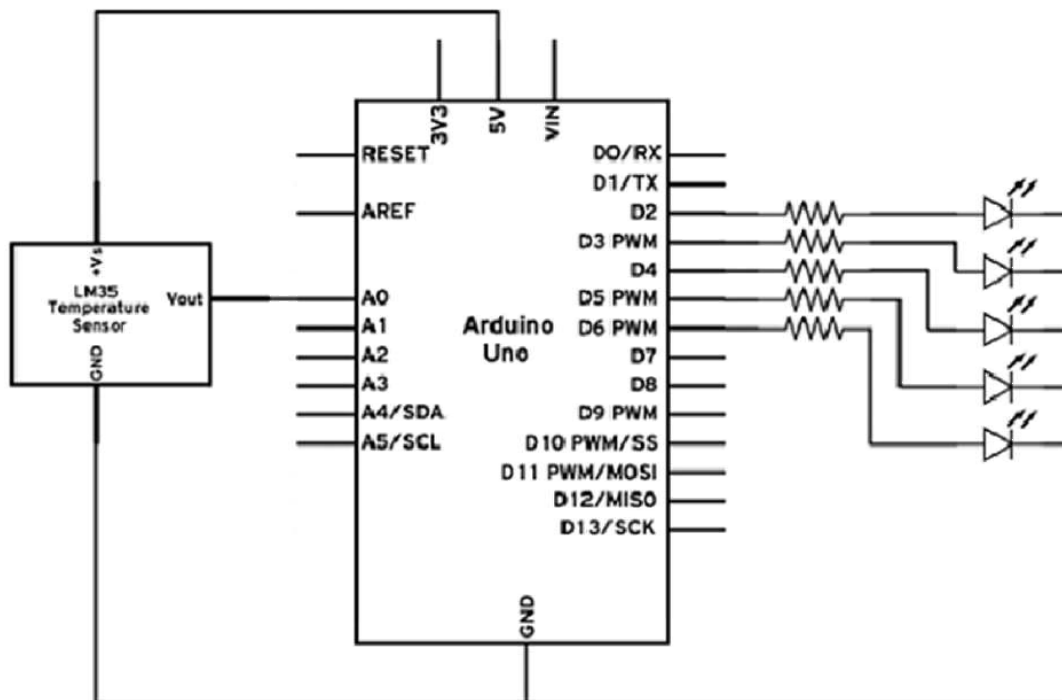 3V3
5V
VIN
RESET
AREF
A0
A1
A2
A3
A4/SDA
A5/SCL
Arduino
Uno
D0/RX
D1/TX
D2
D3 PWM
D4
D5 PWM
D6 PWM
D7
D8
D9 PWM
D10 PWM/SS
D11 PWM/MOSI
D12/MISO
D13/SCK
GND
+Vs
LM35
Temperature
Sensor
Vout
GND